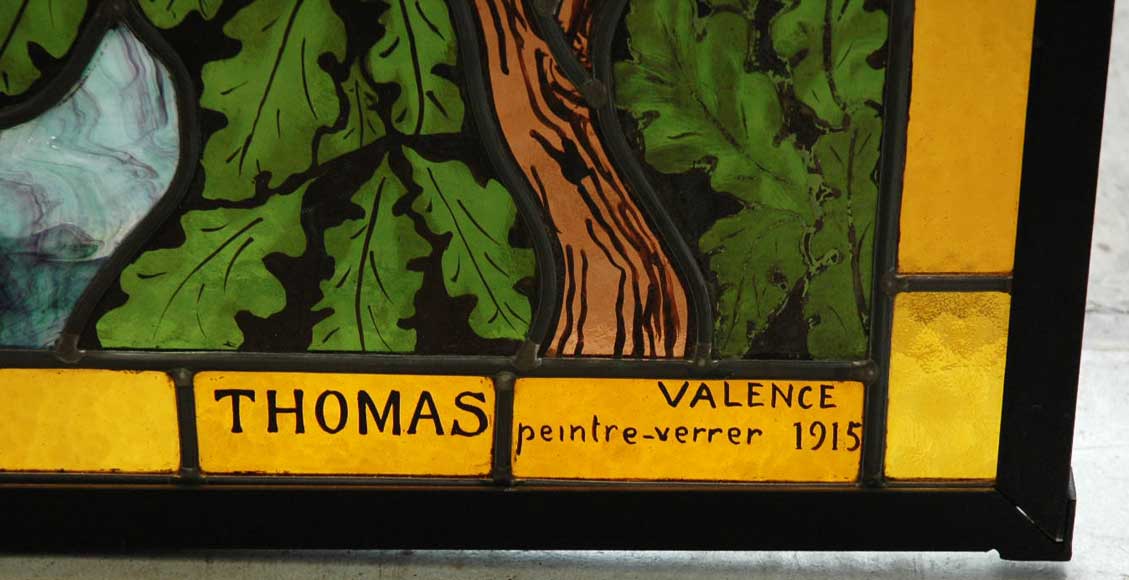 THOMAS
VALENCE
peintre-verrer 1915